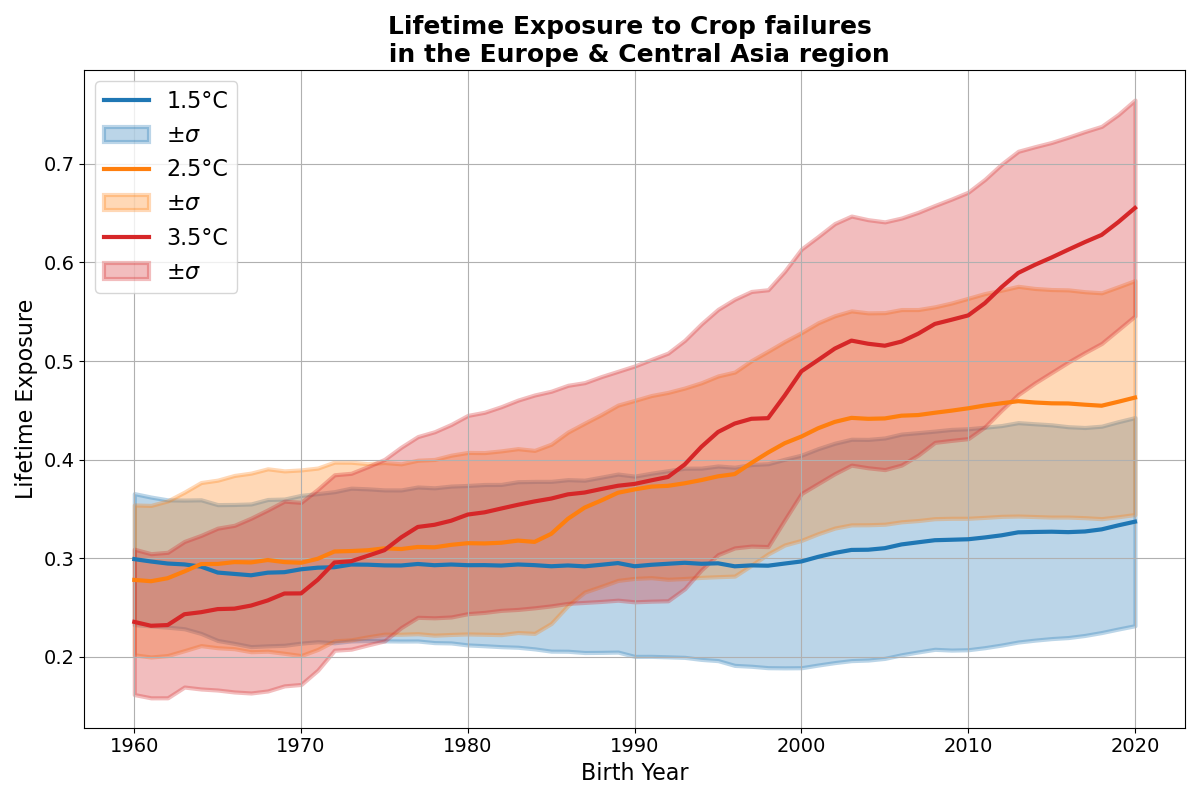 Lifetime Exposure to Crop failures
in the Europe & Central Asia region
1.5°C
±σ
2.5°C
±σ
3.5°C
±σ
0.7
0.6
0.5
0.4
0.3
0.2
Lifetime Exposure
1960 1970 1980 1990 2000 2010 2020
Birth Year